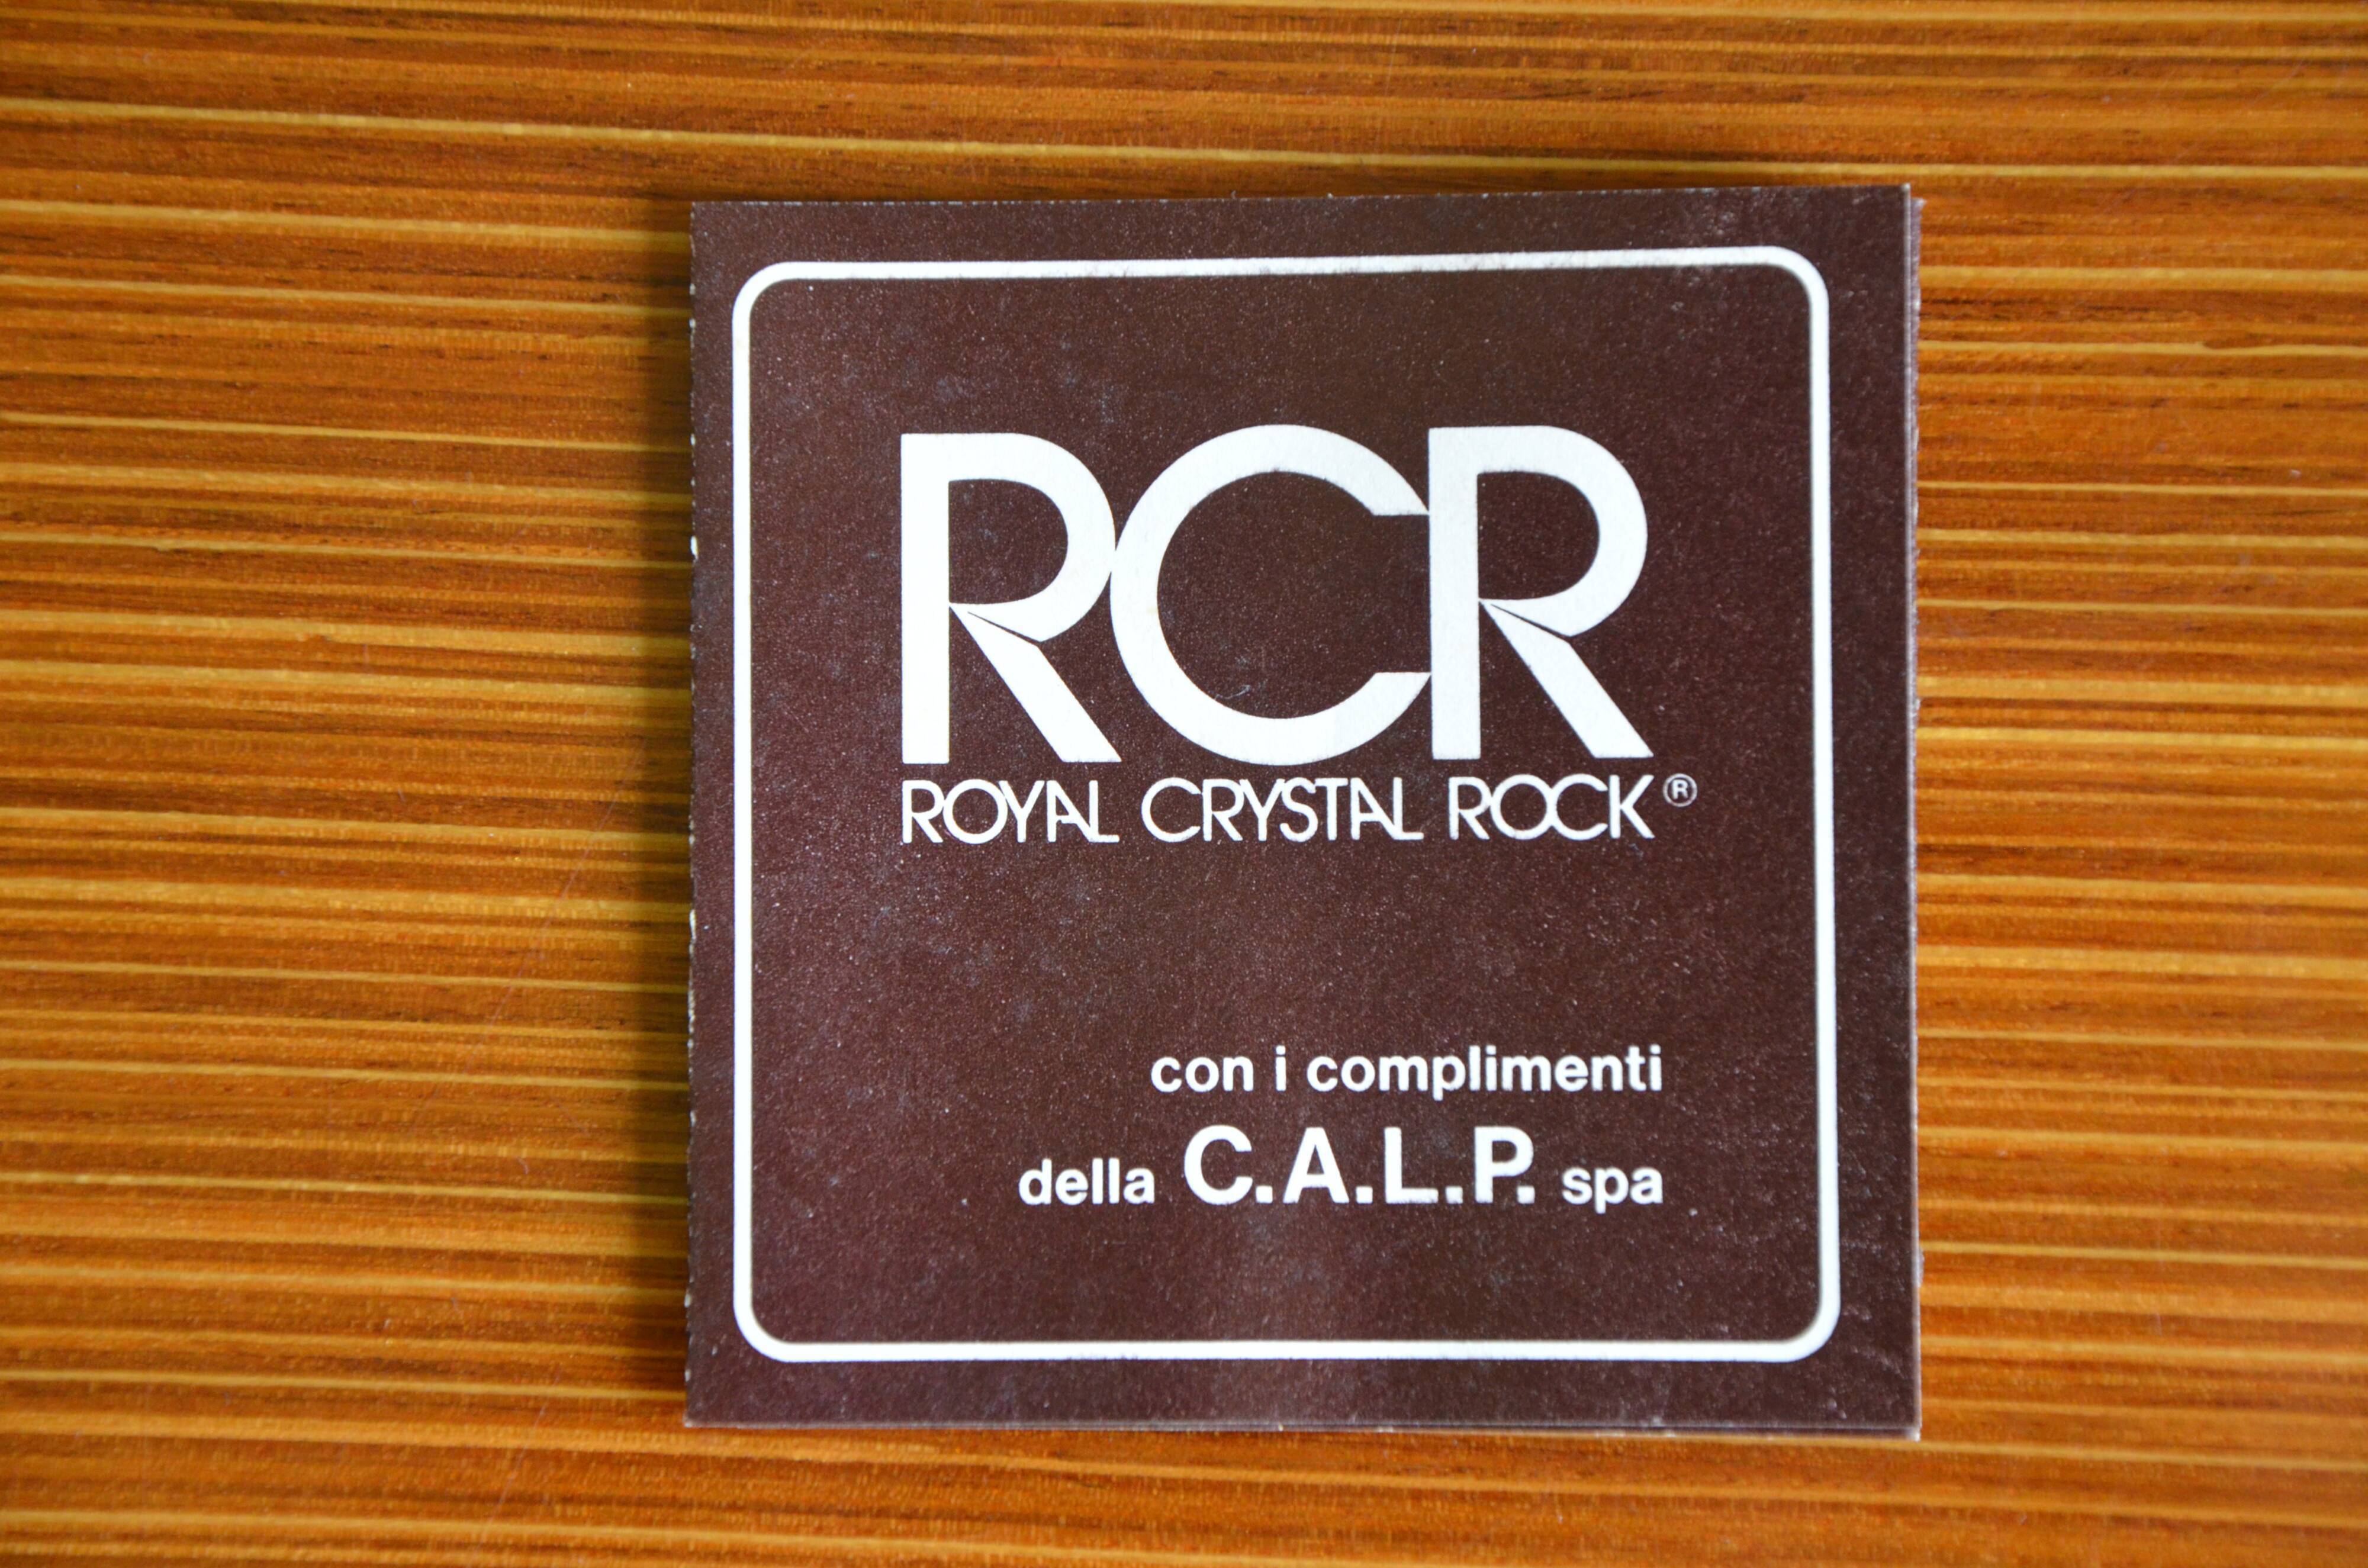 RCR
ROYAL CRYSTAL ROCK®
con i complimenti
della C.A.L.P. spa